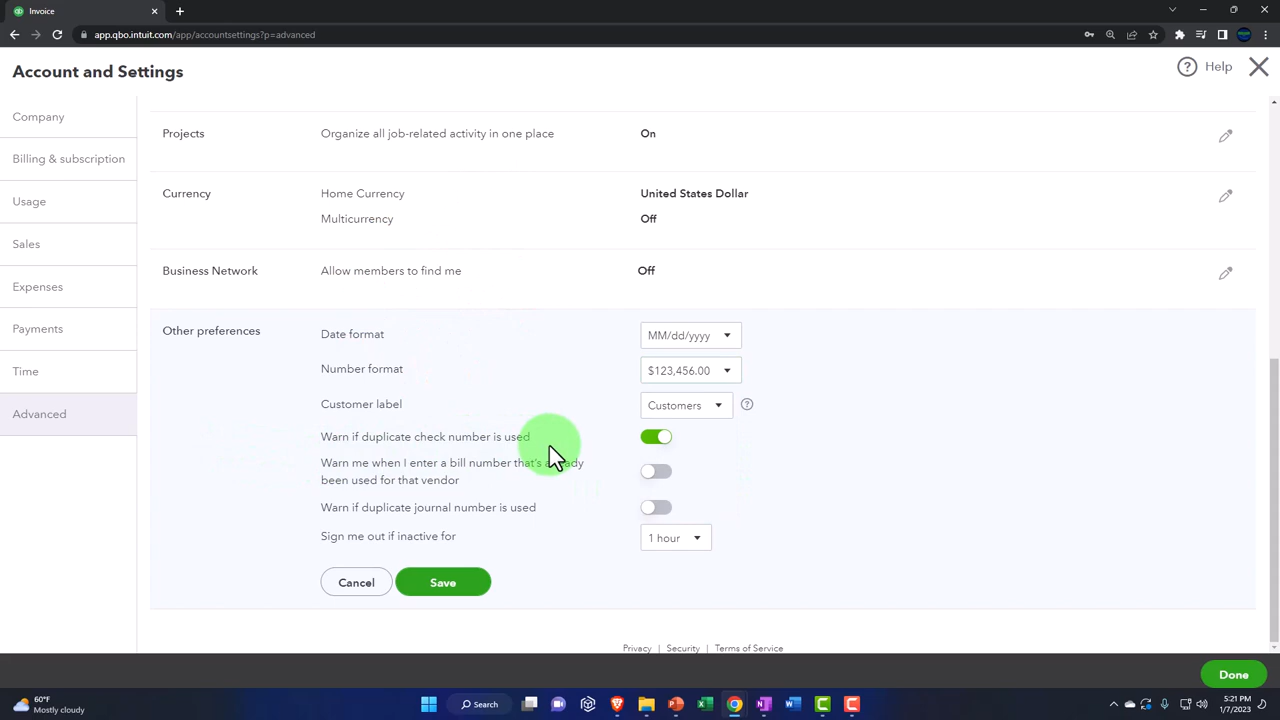 Invoice
app.qbo.intuit.com/app/accountsettings?p=advanced
Account and Settings
Help
Company
Billing & subscription
Usage
Sales
Expenses
Payments
Time
Advanced
Projects
Organize all job-related activity in one place
On
Currency
Home Currency
United States Dollar
Multicurrency
Off
Business Network
Allow members to find me
Off
Other preferences
Date format
MM/dd/yyyy
Number format
$123,456.00
Customer label
Customers
Warn if duplicate check number is used
Warn me when I enter a bill number that's already
been used for that vendor
Warn if duplicate journal number is used
Sign me out if inactive for
1 hour
Cancel
Save
Privacy | Security | Terms of Service
Done
60°F
Mostly cloudy
Search
5:21 PM
1/7/2023